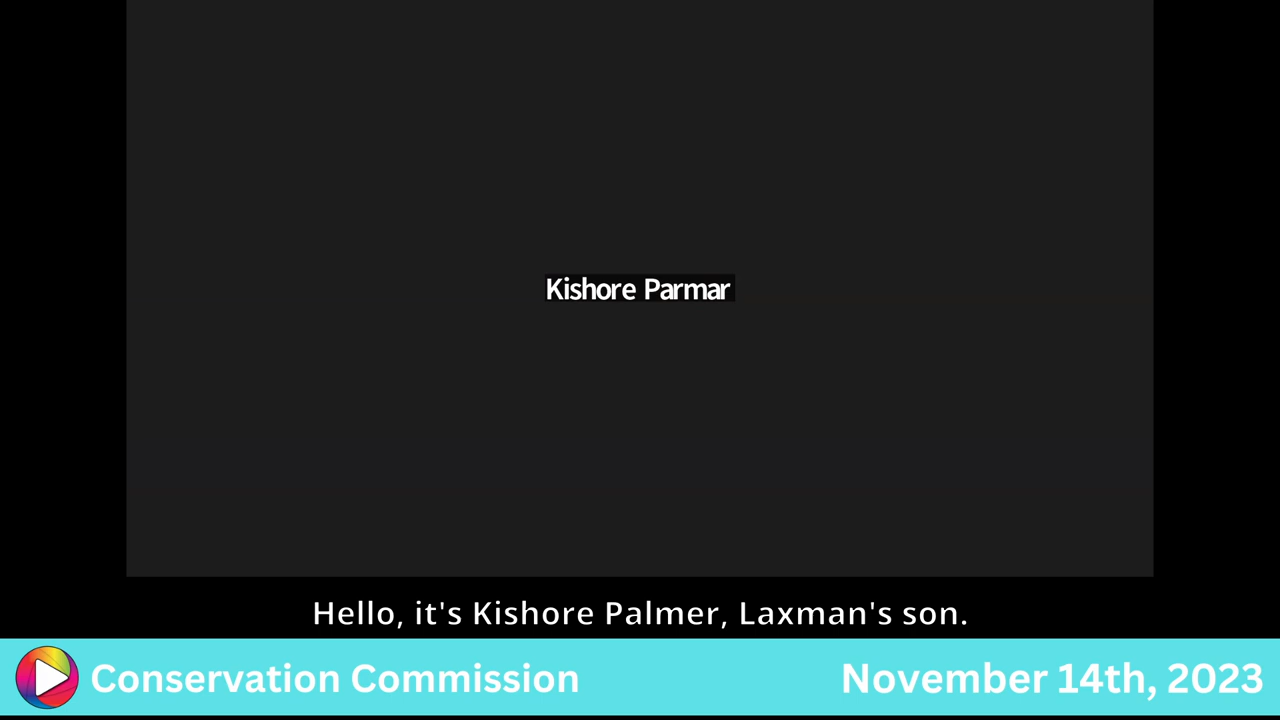 Kishore Parmar
Hello, it's Kishore Palmer, Laxman's son.
Conservation Commission
November 14th, 2023